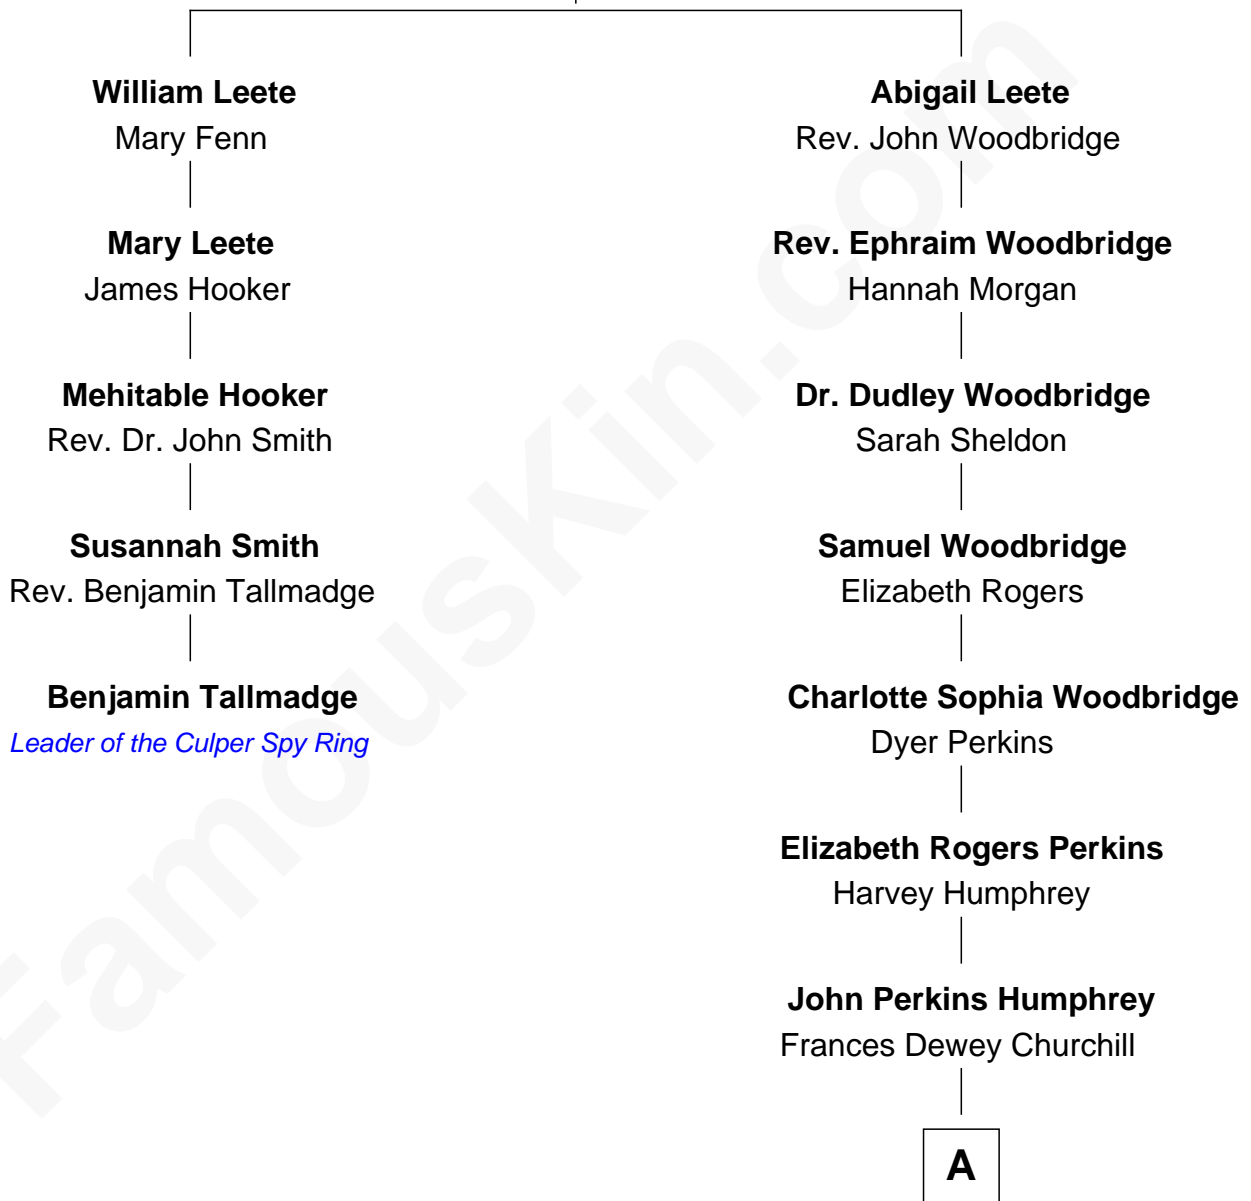 William Leete
Mary Fenn
Mary Leete
James Hooker
Mehitable Hooker
Rev. Dr. John Smith
Susannah Smith
Rev. Benjamin Tallmadge
Benjamin Tallmadge
Leader of the Culper Spy Ring
Abigail Leete
Rev. John Woodbridge
Rev. Ephraim Woodbridge
Hannah Morgan
Dr. Dudley Woodbridge
Sarah Sheldon
Samuel Woodbridge
Elizabeth Rogers
Charlotte Sophia Woodbridge
Dyer Perkins
Elizabeth Rogers Perkins
Harvey Humphrey
John Perkins Humphrey
Frances Dewey Churchill
A
FamousKin.com